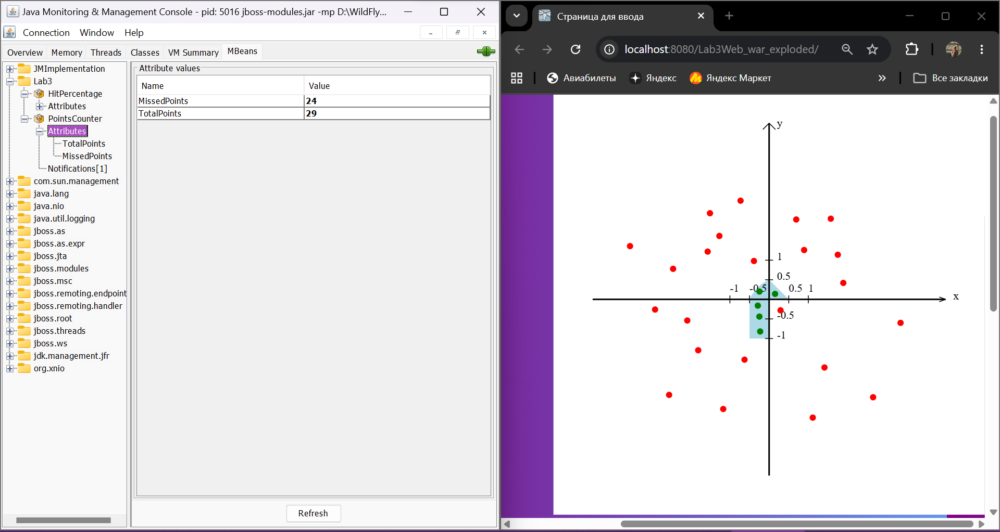 Java Monitoring & Management Console - pid: 5016 jboss-modules.jar -mp D:\WildFly...
Connection Window Help
Overview Memory Threads Classes VM Summary MBeans
JMImplementation
Lab3
HitPercentage
Attributes
PointsCounter
Attributes
TotalPoints
MissedPoints
Notifications[1]
com.sun.management
java.lang
java.nio
java.util.logging
jboss.as
jboss.as.expr
jboss.jta
jboss.modules
jboss.msc
jboss.remoting.endpoint
jboss.remoting.handler
jboss.root
jboss.threads
jboss.ws
jdk.management.jfr
org.xnio
Attribute values
Name Value
MissedPoints 24
TotalPoints 29
Refresh
Страница для ввода
localhost:8080/Lab3Web_war_exploded/
Авиабилеты Яндекс Яндекс Маркет Все закладки
y
1
0.5
-1 -0.5 0.5 1
x
-0.5
-1